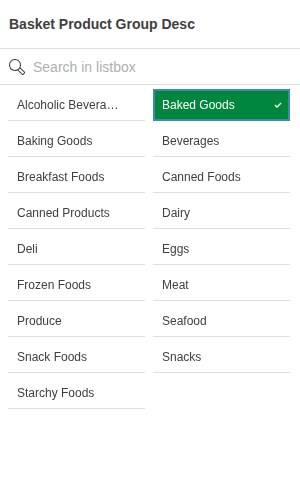 Basket Product Group Desc
Search in listbox
Alcoholic Bevera…
Baked Goods
Baking Goods
Beverages
Breakfast Foods
Canned Foods
Canned Products
Dairy
Deli
Eggs
Frozen Foods
Meat
Produce
Seafood
Snack Foods
Snacks
Starchy Foods